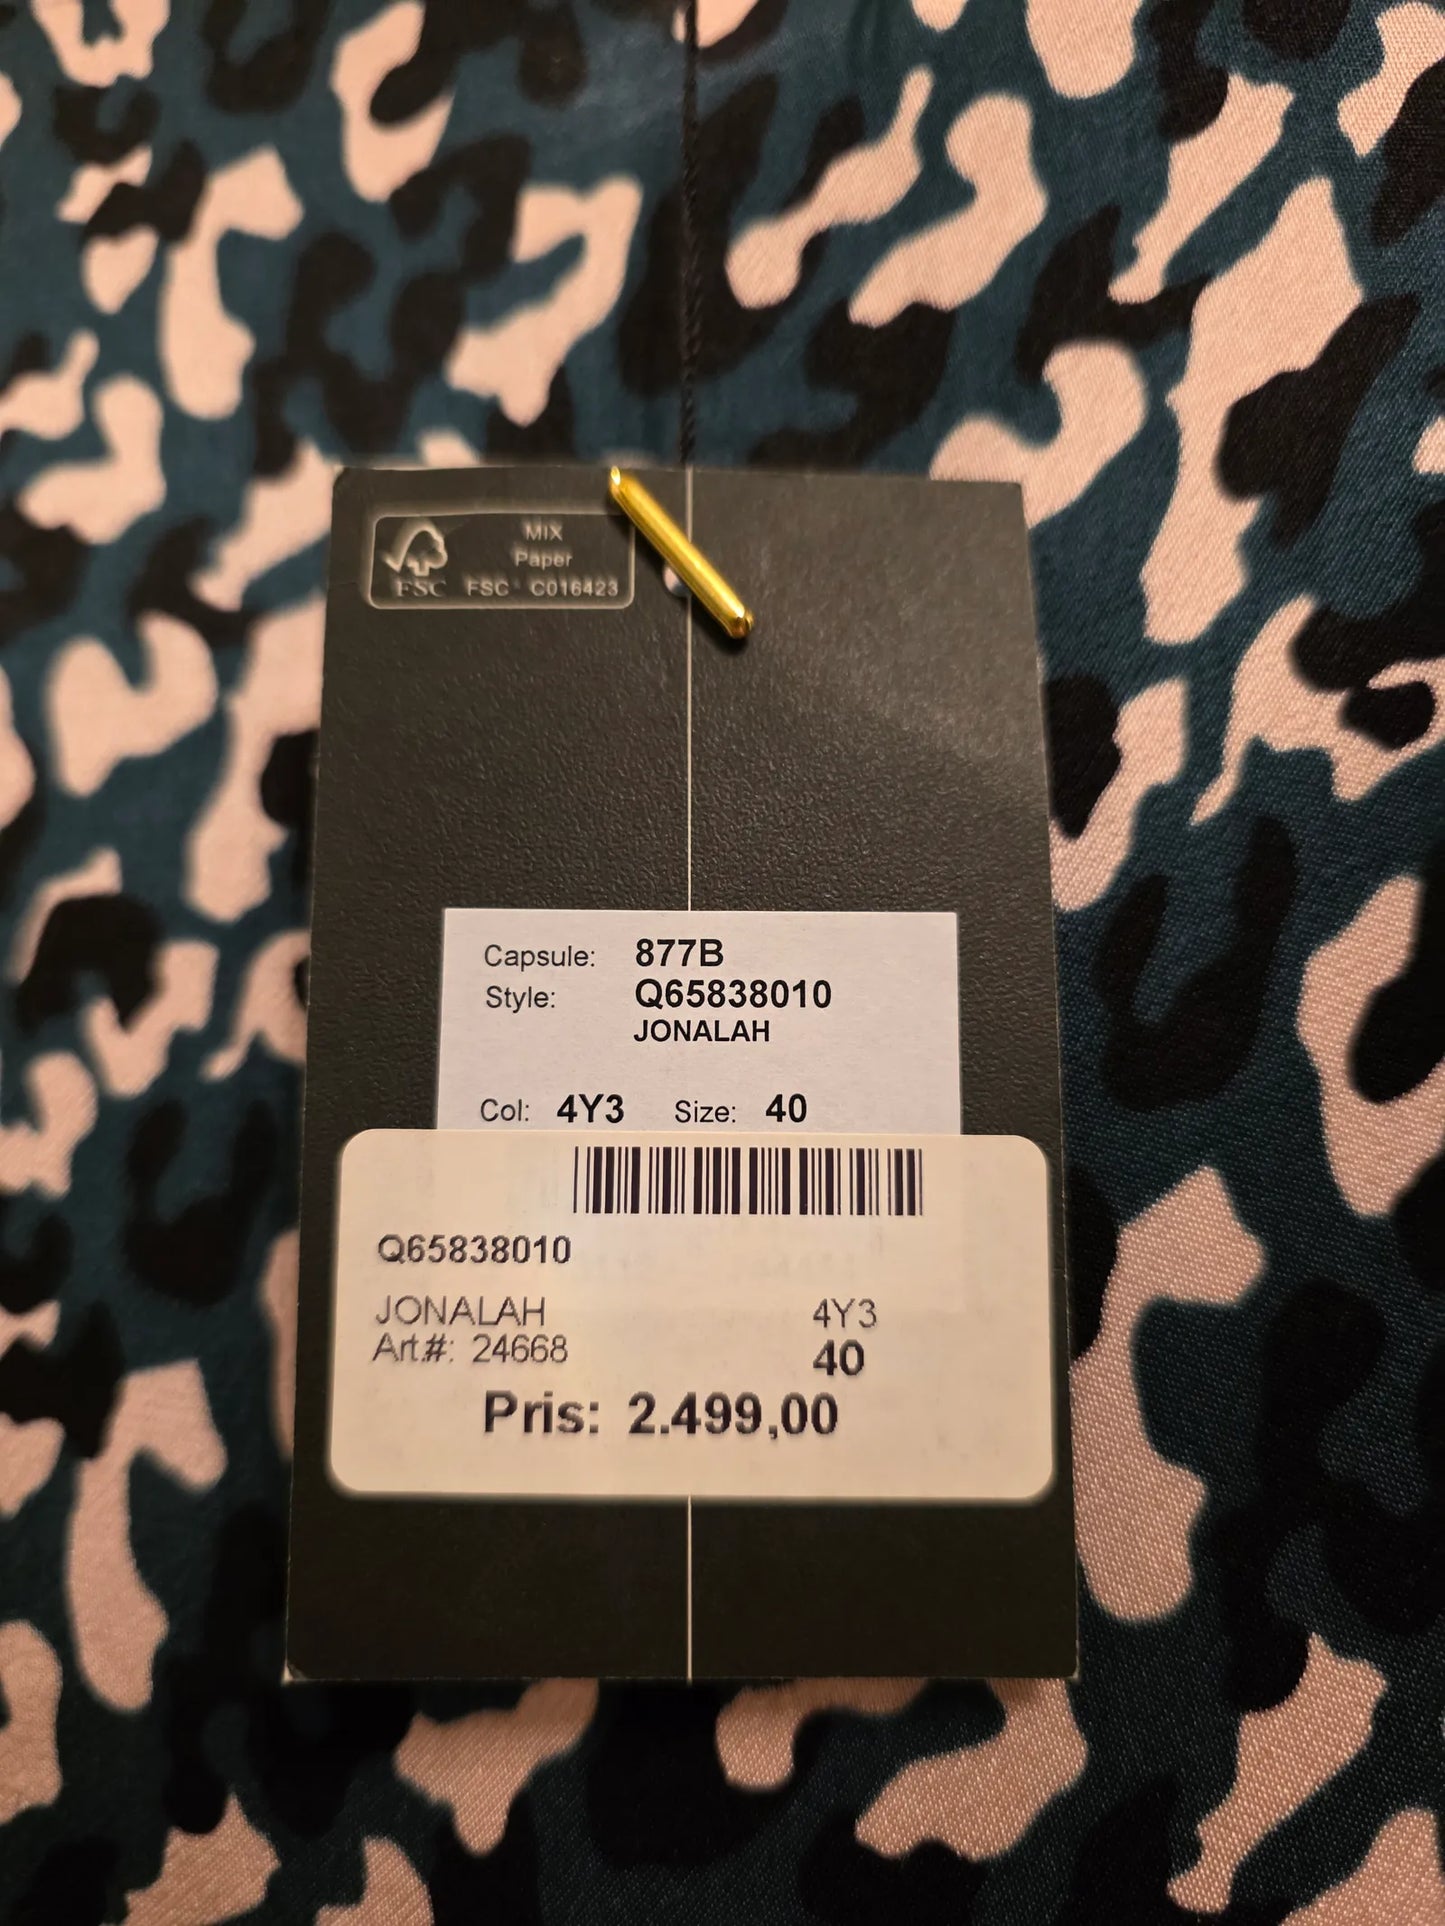 MIX
Paper
FSC FSC® C016423
Capsule: 877B
Style: Q65838010
JONALAH
Col: 4Y3 Size: 40
Q65838010
JONALAH 4Y3
Art.#: 24668 40
Pris: 2.499,00